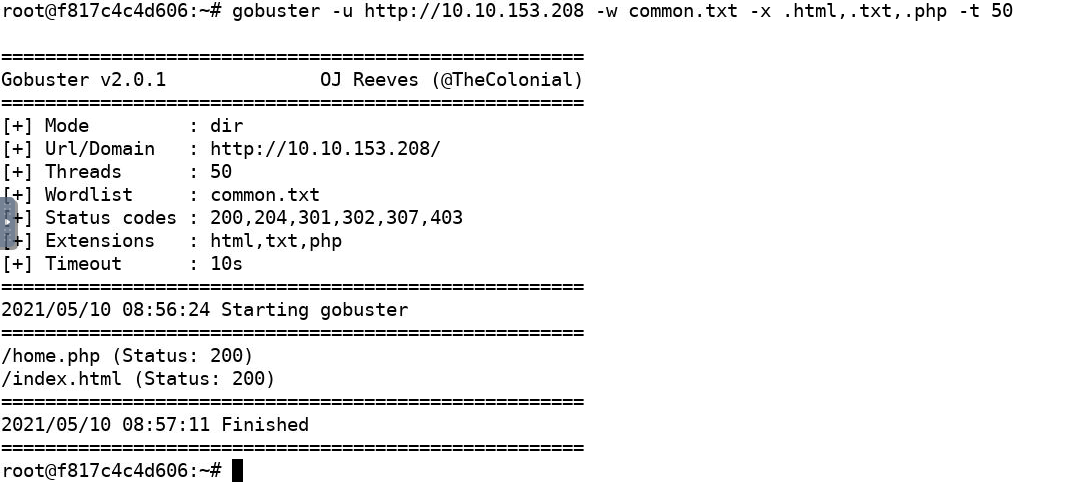 root@f817c4c4d606:~# gobuster -u http://10.10.153.208 -w common.txt -x .html,.txt,.php -t 50
=====================================================
Gobuster v2.0.1              OJ Reeves (@TheColonial)
=====================================================
[+] Mode         : dir
[+] Url/Domain   : http://10.10.153.208/
[+] Threads      : 50
[+] Wordlist     : common.txt
[+] Status codes : 200,204,301,302,307,403
[+] Extensions   : html,txt,php
[+] Timeout      : 10s
=====================================================
2021/05/10 08:56:24 Starting gobuster
=====================================================
/home.php (Status: 200)
/index.html (Status: 200)
=====================================================
2021/05/10 08:57:11 Finished
=====================================================
root@f817c4c4d606:~#